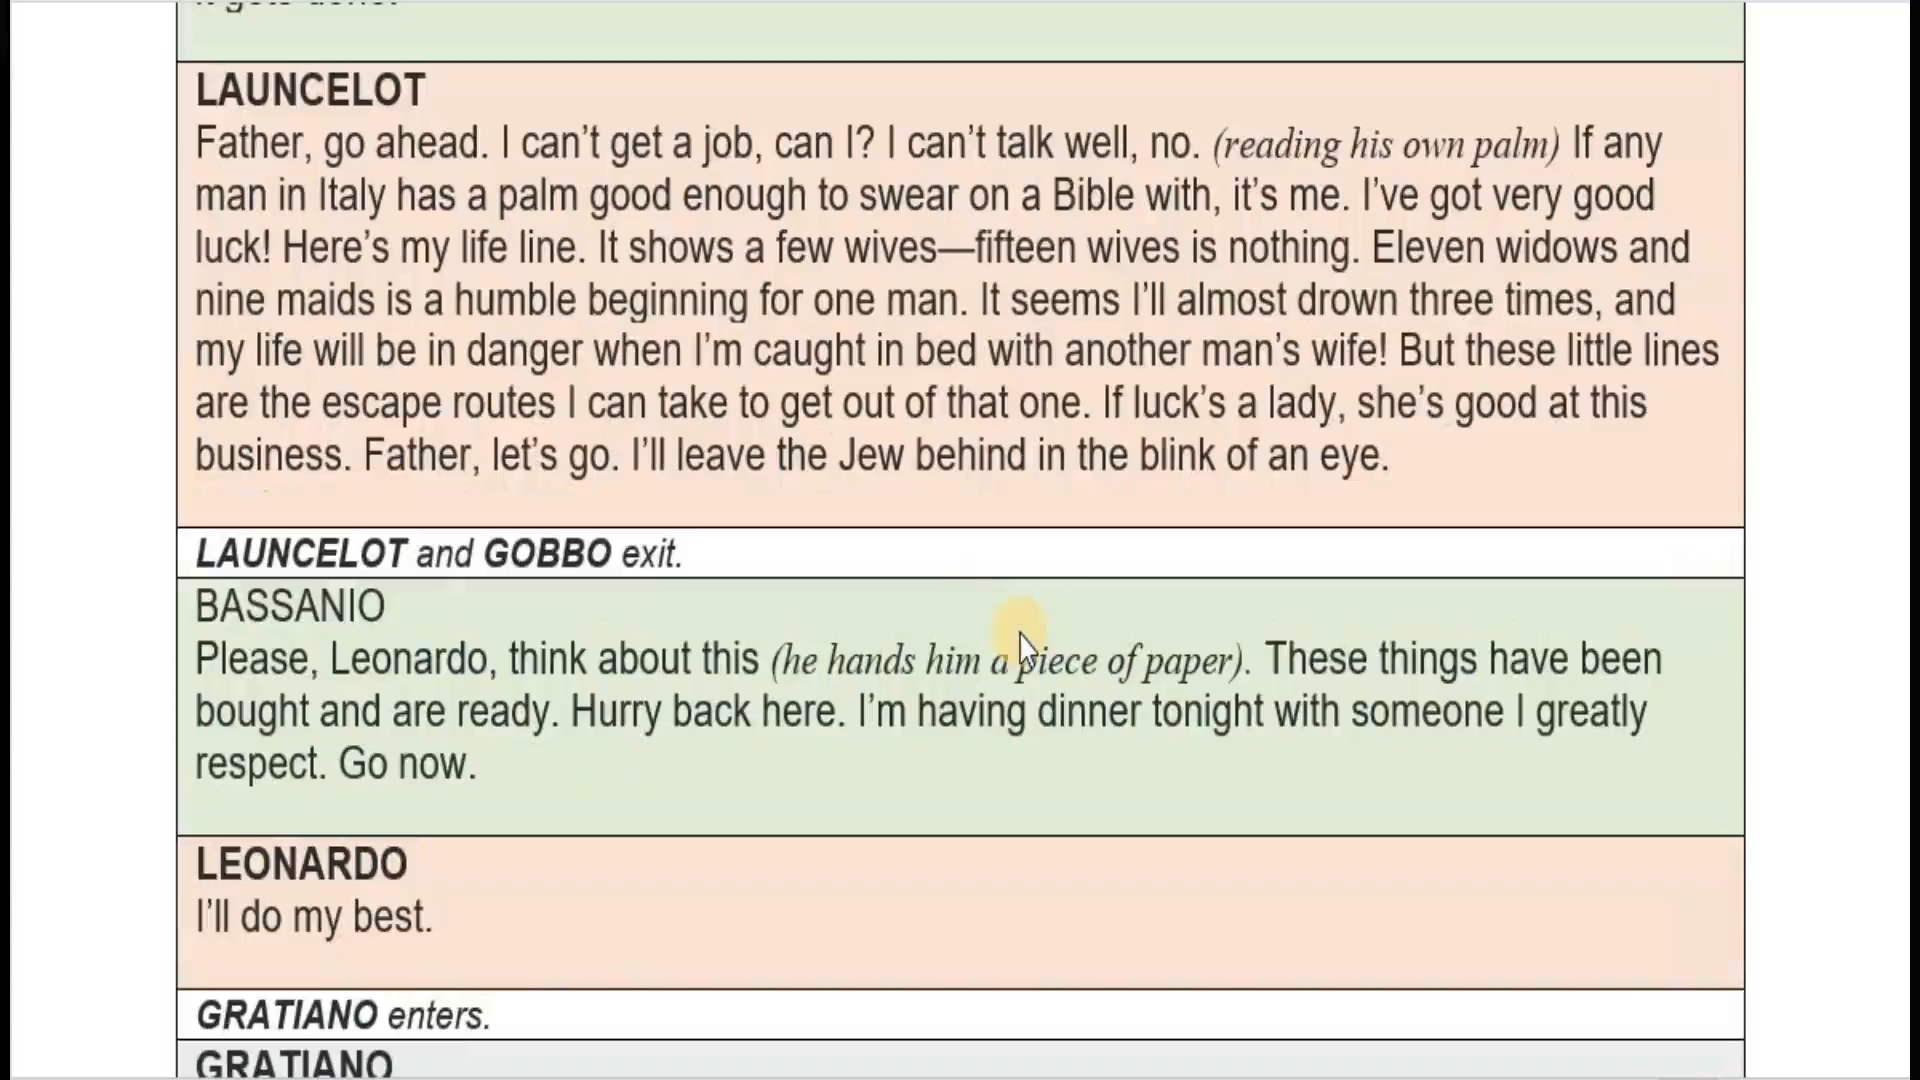 LAUNCELOT
Father, go ahead. I can’t get a job, can I? I can’t talk well, no. (reading his own palm) If any
man in Italy has a palm good enough to swear on a Bible with, it’s me. I’ve got very good
luck! Here’s my life line. It shows a few wives—fifteen wives is nothing. Eleven widows and
nine maids is a humble beginning for one man. It seems I’ll almost drown three times, and
my life will be in danger when I’m caught in bed with another man’s wife! But these little lines
are the escape routes I can take to get out of that one. If luck’s a lady, she’s good at this
business. Father, let’s go. I’ll leave the Jew behind in the blink of an eye.
LAUNCELOT and GOBBO exit.
BASSANIO
Please, Leonardo, think about this (he hands him a piece of paper). These things have been
bought and are ready. Hurry back here. I’m having dinner tonight with someone I greatly
respect. Go now.
LEONARDO
I’ll do my best.
GRATIANO enters.
GRATIANO